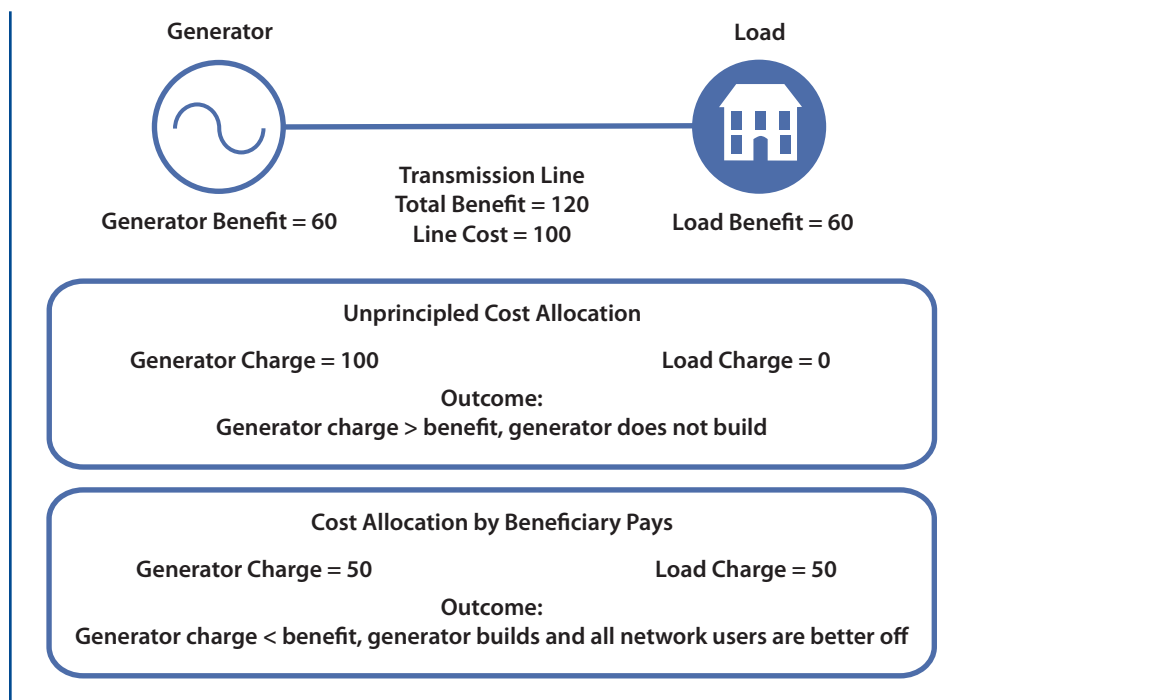 Generator
Load
Transmission Line
Total Benefit = 120
Line Cost = 100
Generator Benefit = 60
Load Benefit = 60
Unprincipled Cost Allocation
Generator Charge = 100
Load Charge = 0
Outcome:
Generator charge > benefit, generator does not build
Cost Allocation by Beneficiary Pays
Generator Charge = 50
Load Charge = 50
Outcome:
Generator charge < benefit, generator builds and all network users are better off